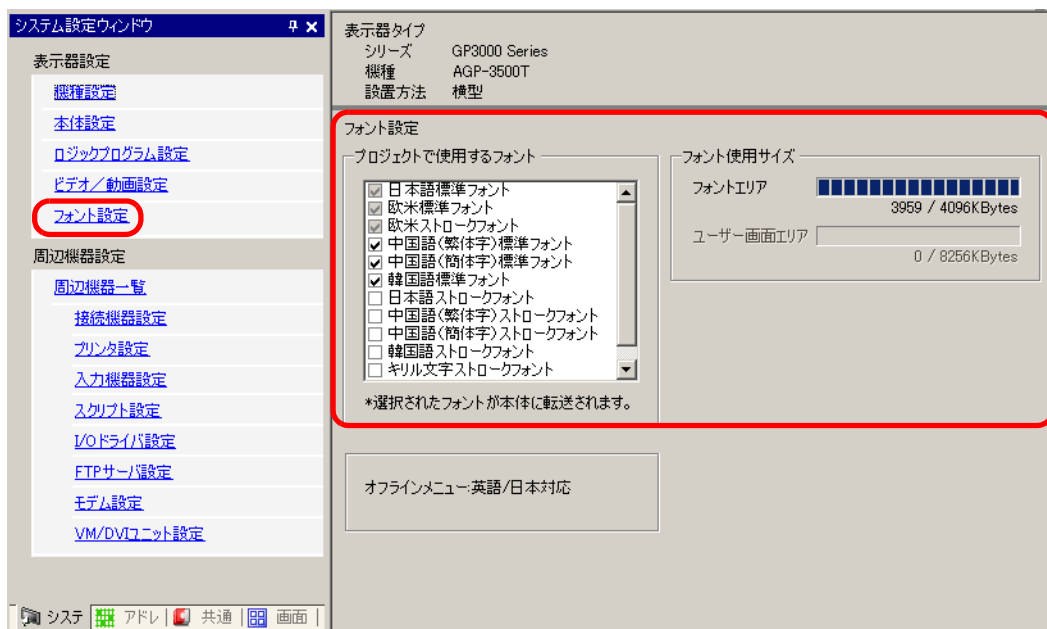 システム設定ウィンドウ
表示器設定
機種設定
本体設定
ロジックプログラム設定
ビデオ／動画設定
フォント設定
周辺機器設定
周辺機器一覧
接続機器設定
プリンタ設定
入力機器設定
スクリプト設定
I/Oドライバ設定
FTPサーバ設定
モデム設定
VM/DVIユニット設定
システ
アドレ
共通
画面
表示器タイプ
シリーズ GP3000 Series
機種 AGP-3500T
設置方法 横型
フォント設定
プロジェクトで使用するフォント
日本語標準フォント
欧米標準フォント
欧米ストロークフォント
中国語(繁体字)標準フォント
中国語(簡体字)標準フォント
韓国語標準フォント
日本語ストロークフォント
中国語(繁体字)ストロークフォント
中国語(簡体字)ストロークフォント
韓国語ストロークフォント
キリル文字ストロークフォント
*選択されたフォントが本体に転送されます。
フォント使用サイズ
フォントエリア
3959 / 4096KBytes
ユーザー画面エリア
0 / 8256KBytes
オフラインメニュー:英語/日本対応